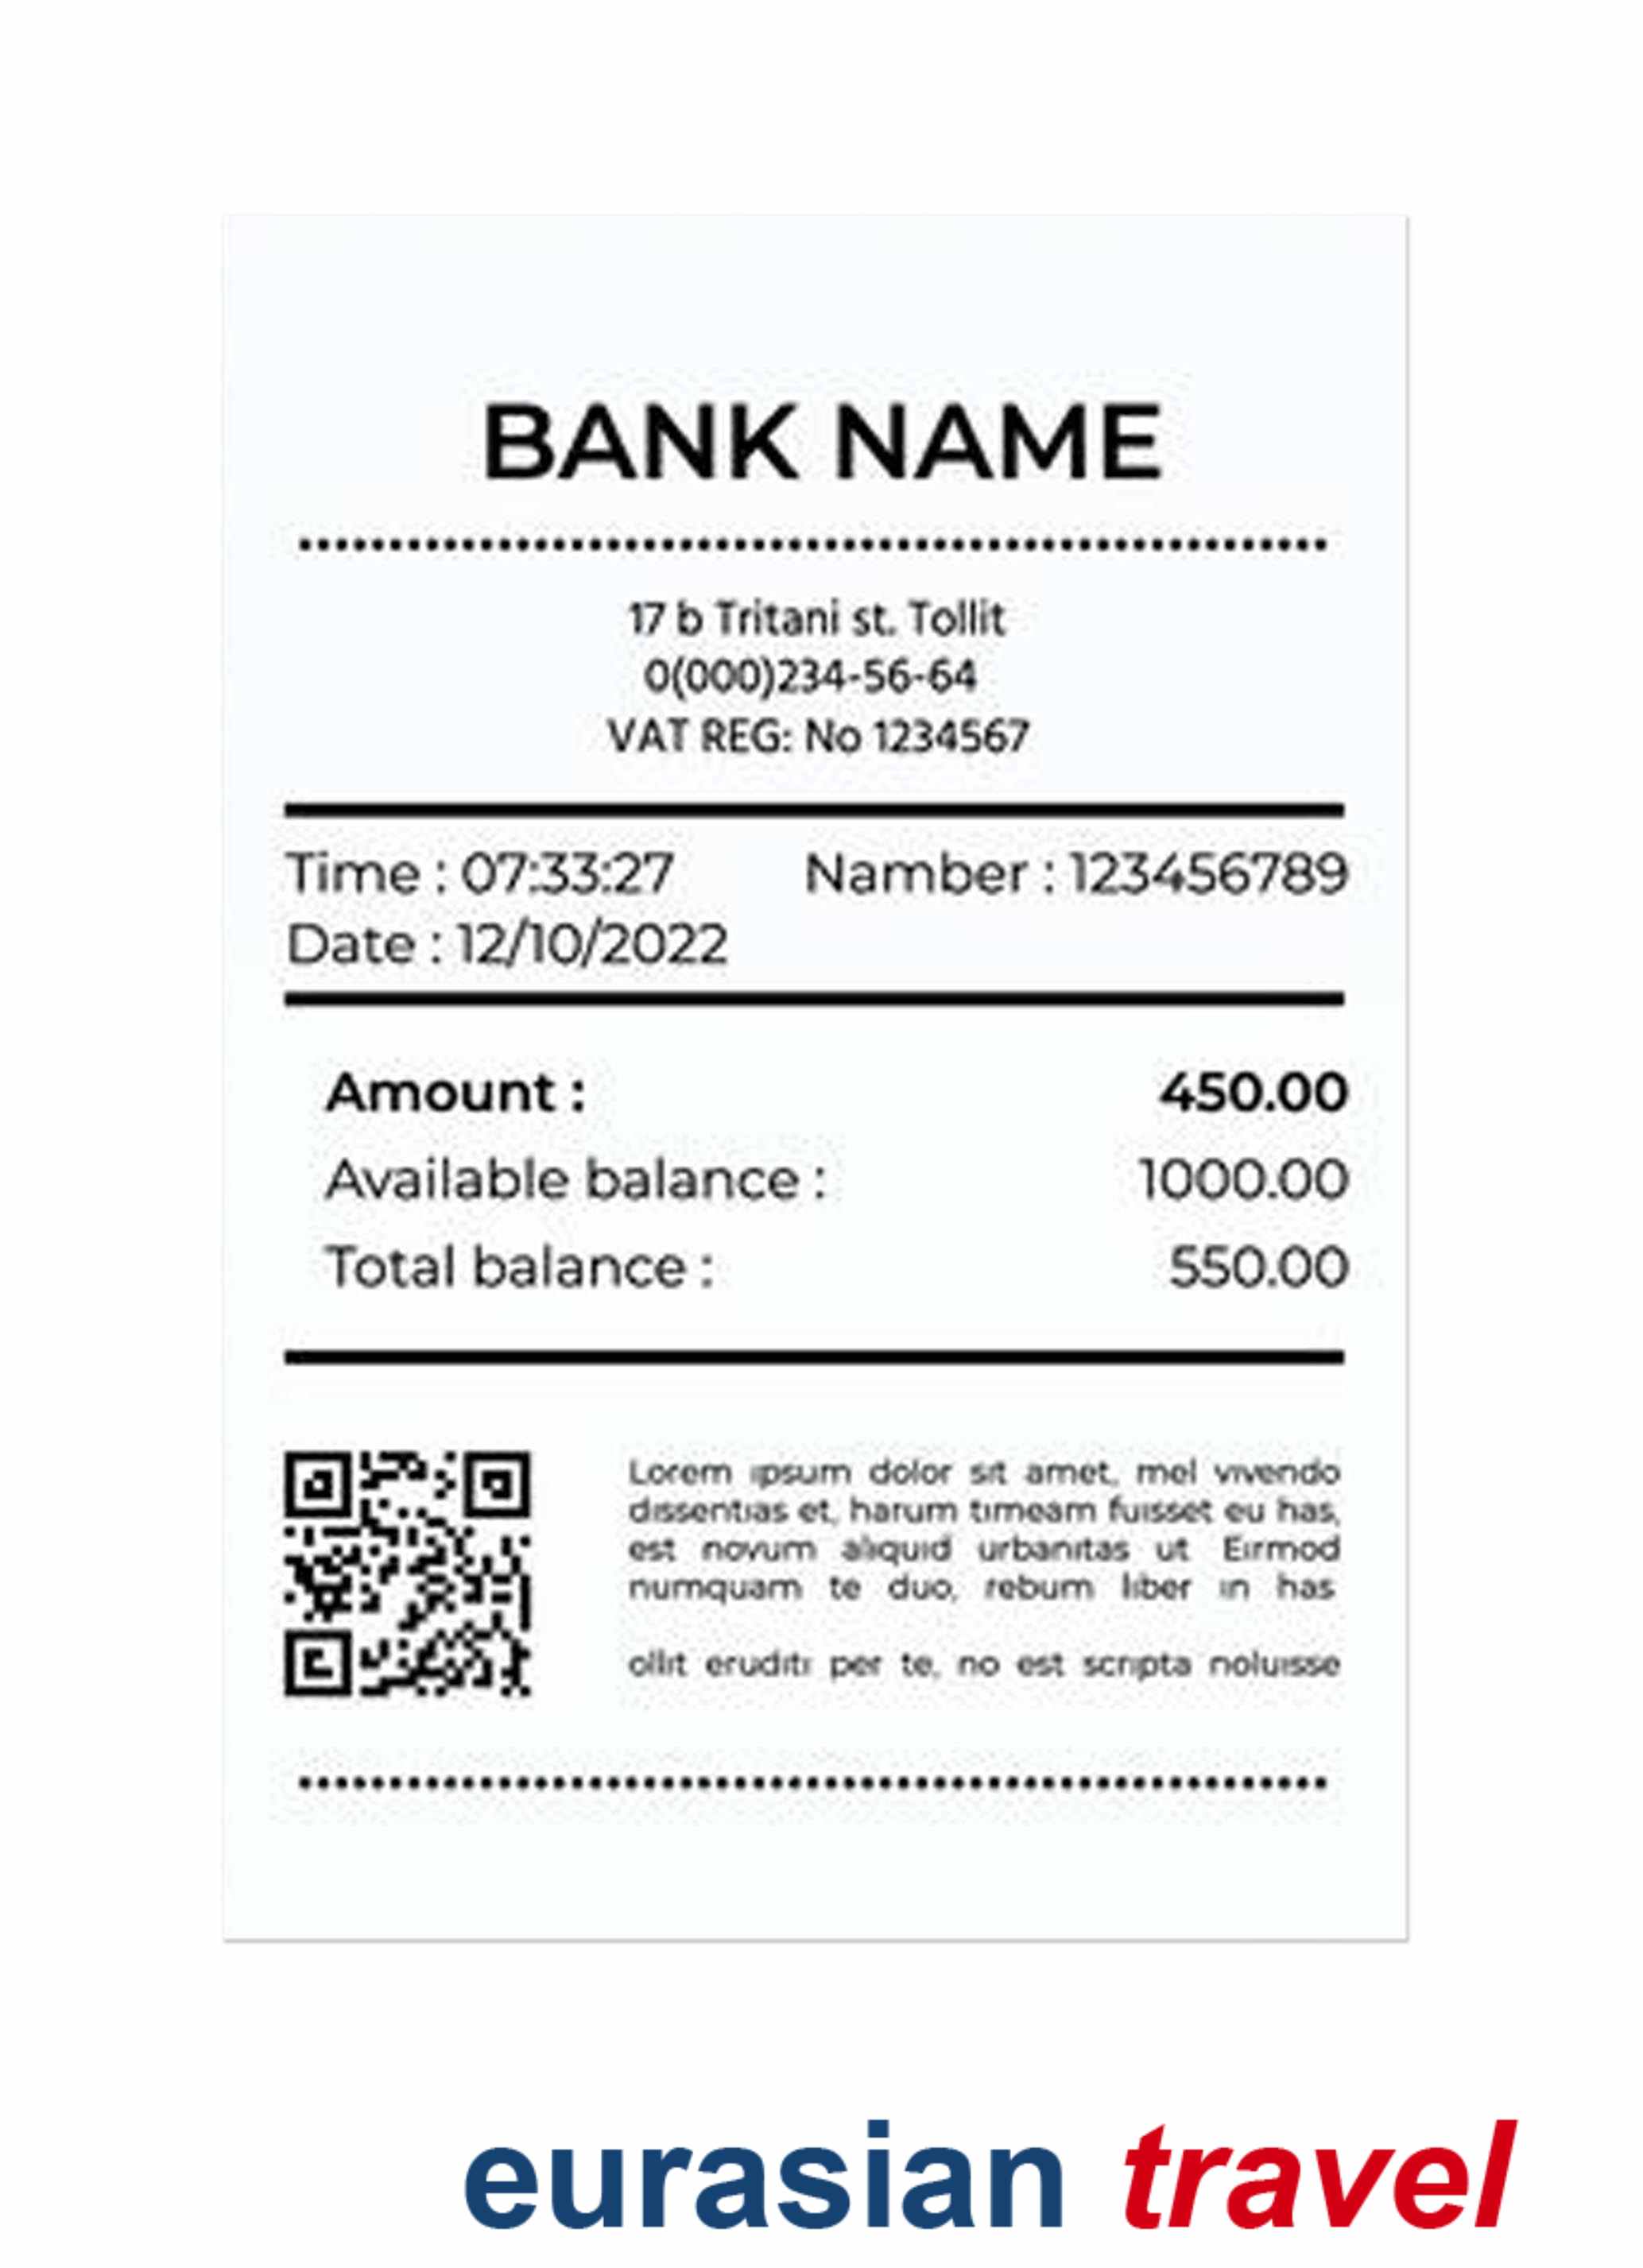 BANK NAME
17 b Tritani st. Tollit
0(000)234-56-64
VAT REG: No 1234567
Time : 07:33:27 Namber : 123456789
Date : 12/10/2022
Amount : 450.00
Available balance : 1000.00
Total balance : 550.00
Lorem ipsum dolor sit amet, mel vivendo
dissentias et, harum timeam fuisset eu has,
est novum aliquid urbanitas ut Eirmod
numquam te duo, rebum liber in has
ollit eruditi per te, no est scripta noluisse
eurasian travel